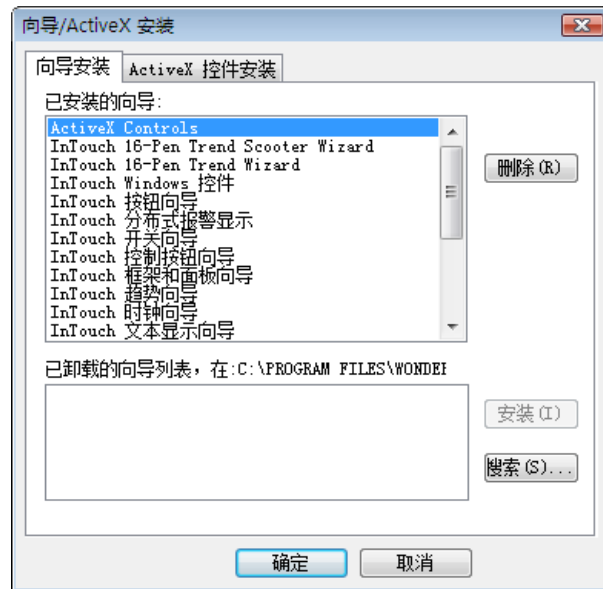 向导/ActiveX 安装
向导安装
ActiveX 控件安装
已安装的向导:
ActiveX Controls
InTouch 16-Pen Trend Scooter Wizard
InTouch 16-Pen Trend Wizard
InTouch Windows 控件
InTouch 按钮向导
InTouch 分布式报警显示
InTouch 开关向导
InTouch 控制按钮向导
InTouch 框架和面板向导
InTouch 趋势向导
InTouch 时钟向导
InTouch 文本显示向导
删除(R)
已卸载的向导列表，在:C:\PROGRAM FILES\WONDE
安装(I)
搜索(S)...
确定
取消